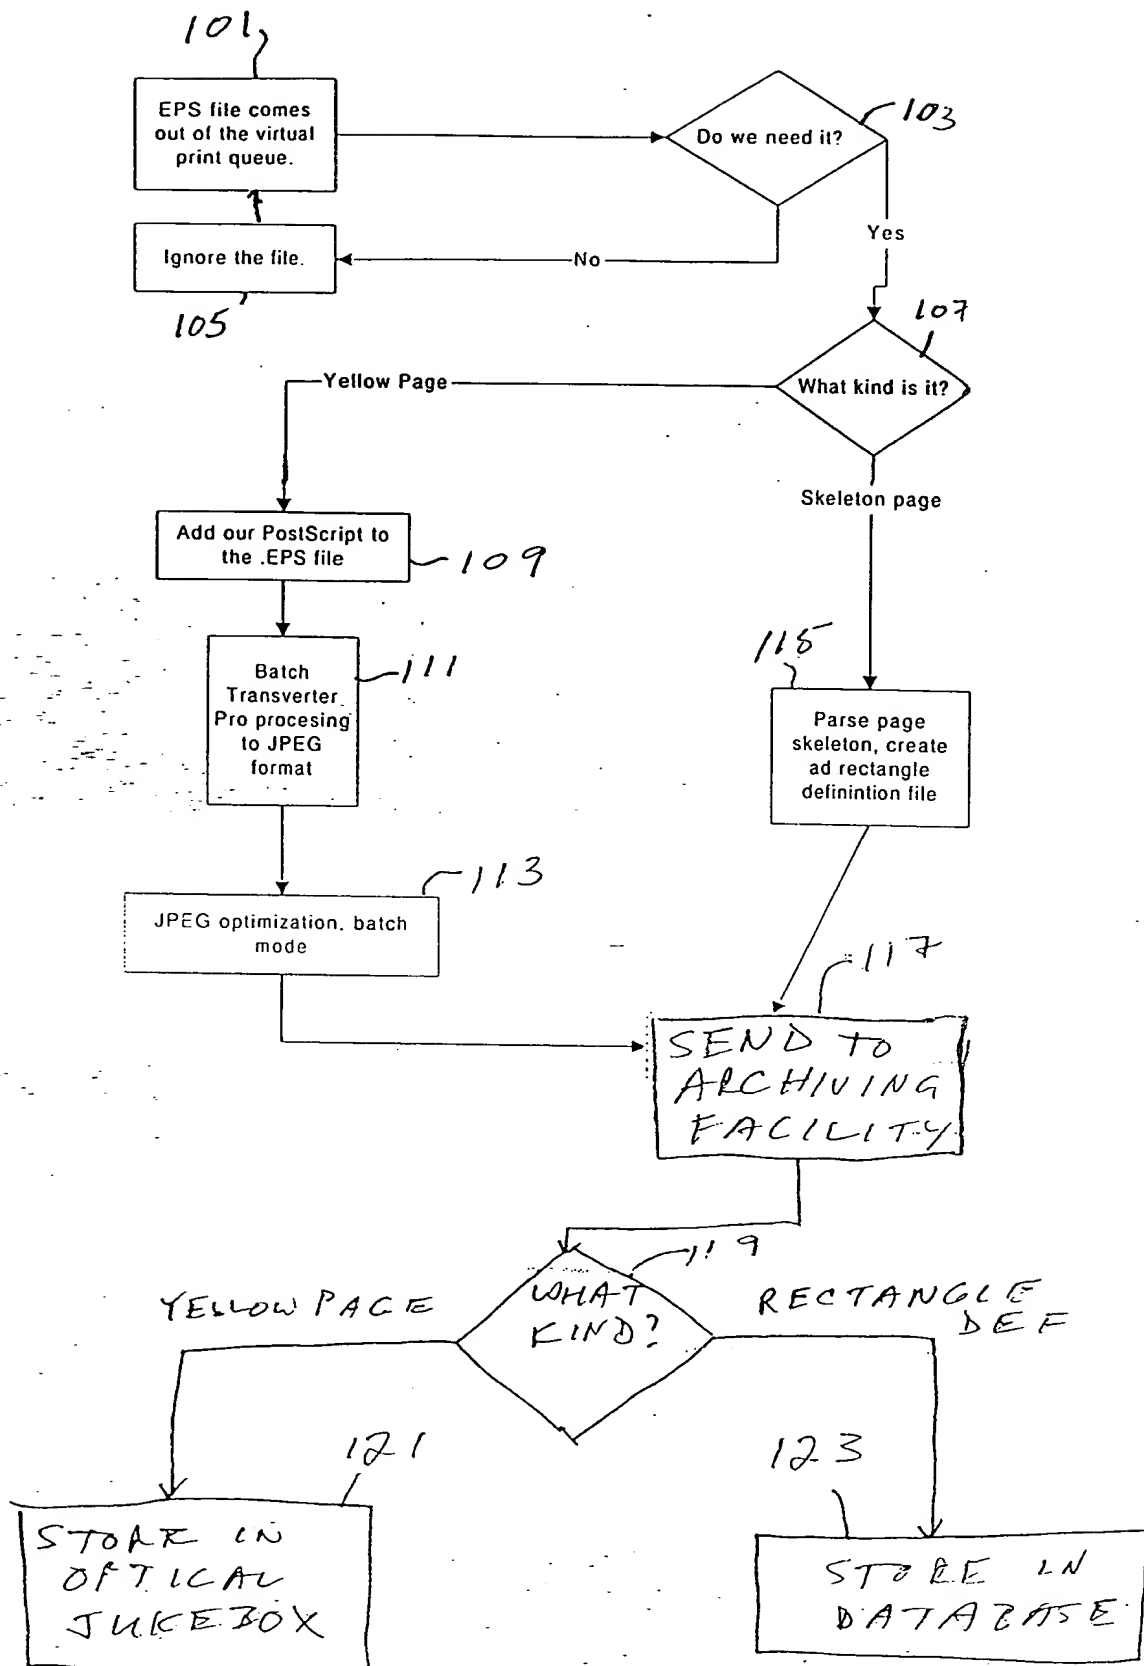 101
EPS file comes
out of the virtual
print queue.
Do we need it?
103
Ignore the file.
No
Yes
105
107
Yellow Page
What kind is it?
Skeleton page
Add our PostScript to
the .EPS file
109
Batch
Transverter
Pro procesing
to JPEG
format
111
115
Parse page
skeleton, create
ad rectangle
definintion file
113
JPEG optimization, batch
mode
117
SEND TO
ARCHIVING
FACILITY
119
WHAT
KIND?
YELLOW PAGE
RECTANGLE
DEF
121
123
STORE IN
OPTICAL
JUKEBOX
STORE IN
DATABASE